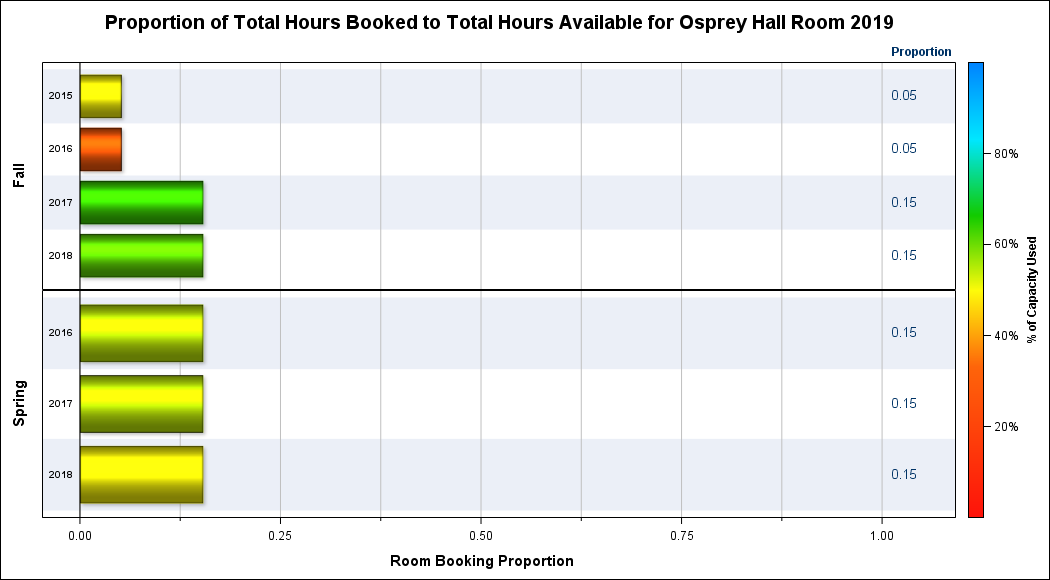 Proportion of Total Hours Booked to Total Hours Available for Osprey Hall Room 2019
Proportion
Fall
2015 0.05
2016 0.05
2017 0.15
2018 0.15
Spring
2016 0.15
2017 0.15
2018 0.15
0.00 0.25 0.50 0.75 1.00
Room Booking Proportion
80%
60%
40%
20%
% of Capacity Used